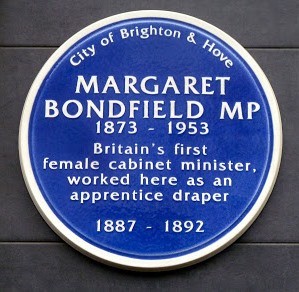 City of Brighton & Hove
MARGARET
BONDFIELD MP
1873 - 1953
Britain's first
female cabinet minister,
worked here as an
apprentice draper
1887 - 1892